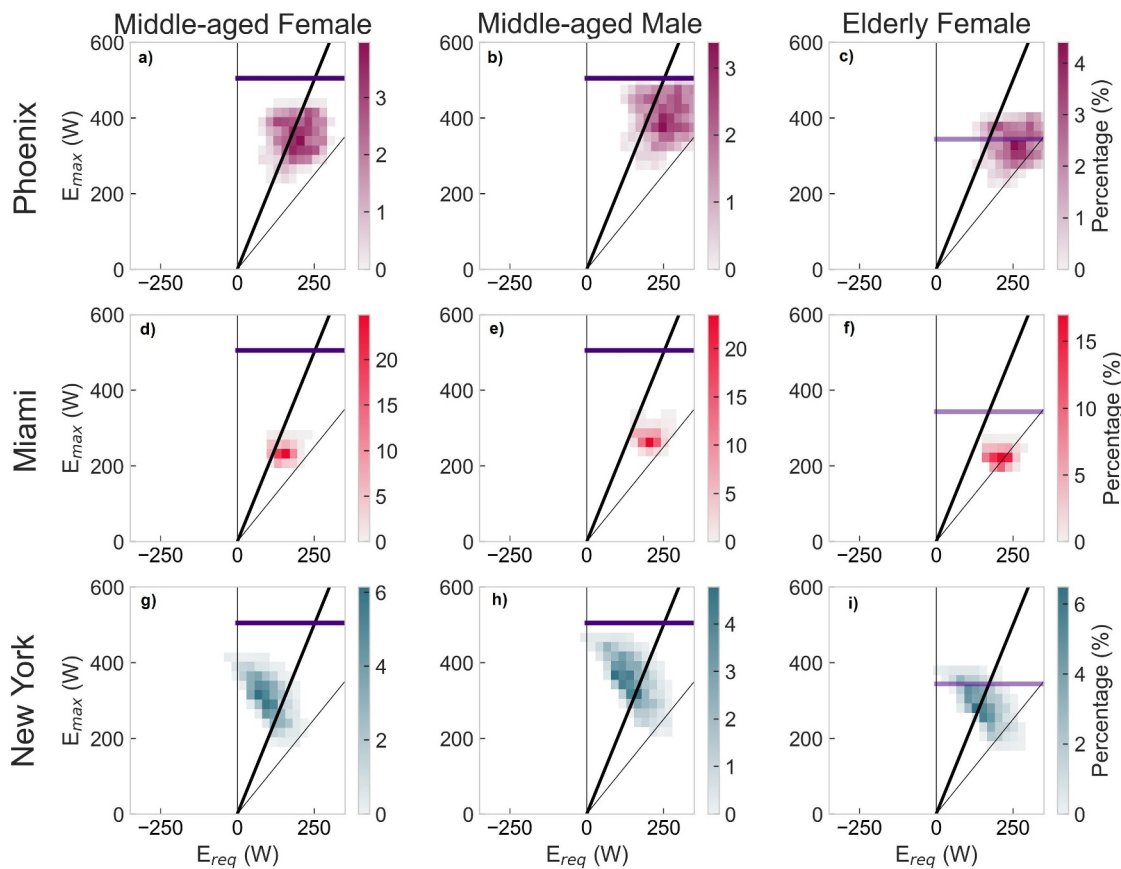 Middle-aged Female Middle-aged Male Elderly Female
Phoenix
a)
600
400
200
0
E_max (W)
−250 0 250
3
2
1
0
b)
600
400
200
0
−250 0 250
3
2
1
0
c)
600
400
200
0
−250 0 250
4
3
2
1
0
Percentage (%)
Miami
d)
600
400
200
0
E_max (W)
−250 0 250
20
15
10
5
0
e)
600
400
200
0
−250 0 250
20
15
10
5
0
f)
600
400
200
0
−250 0 250
15
10
5
0
Percentage (%)
New York
g)
600
400
200
0
E_max (W)
−250 0 250
E_req (W)
6
4
2
0
h)
600
400
200
0
−250 0 250
E_req (W)
4
3
2
1
0
i)
600
400
200
0
−250 0 250
E_req (W)
6
4
2
0
Percentage (%)